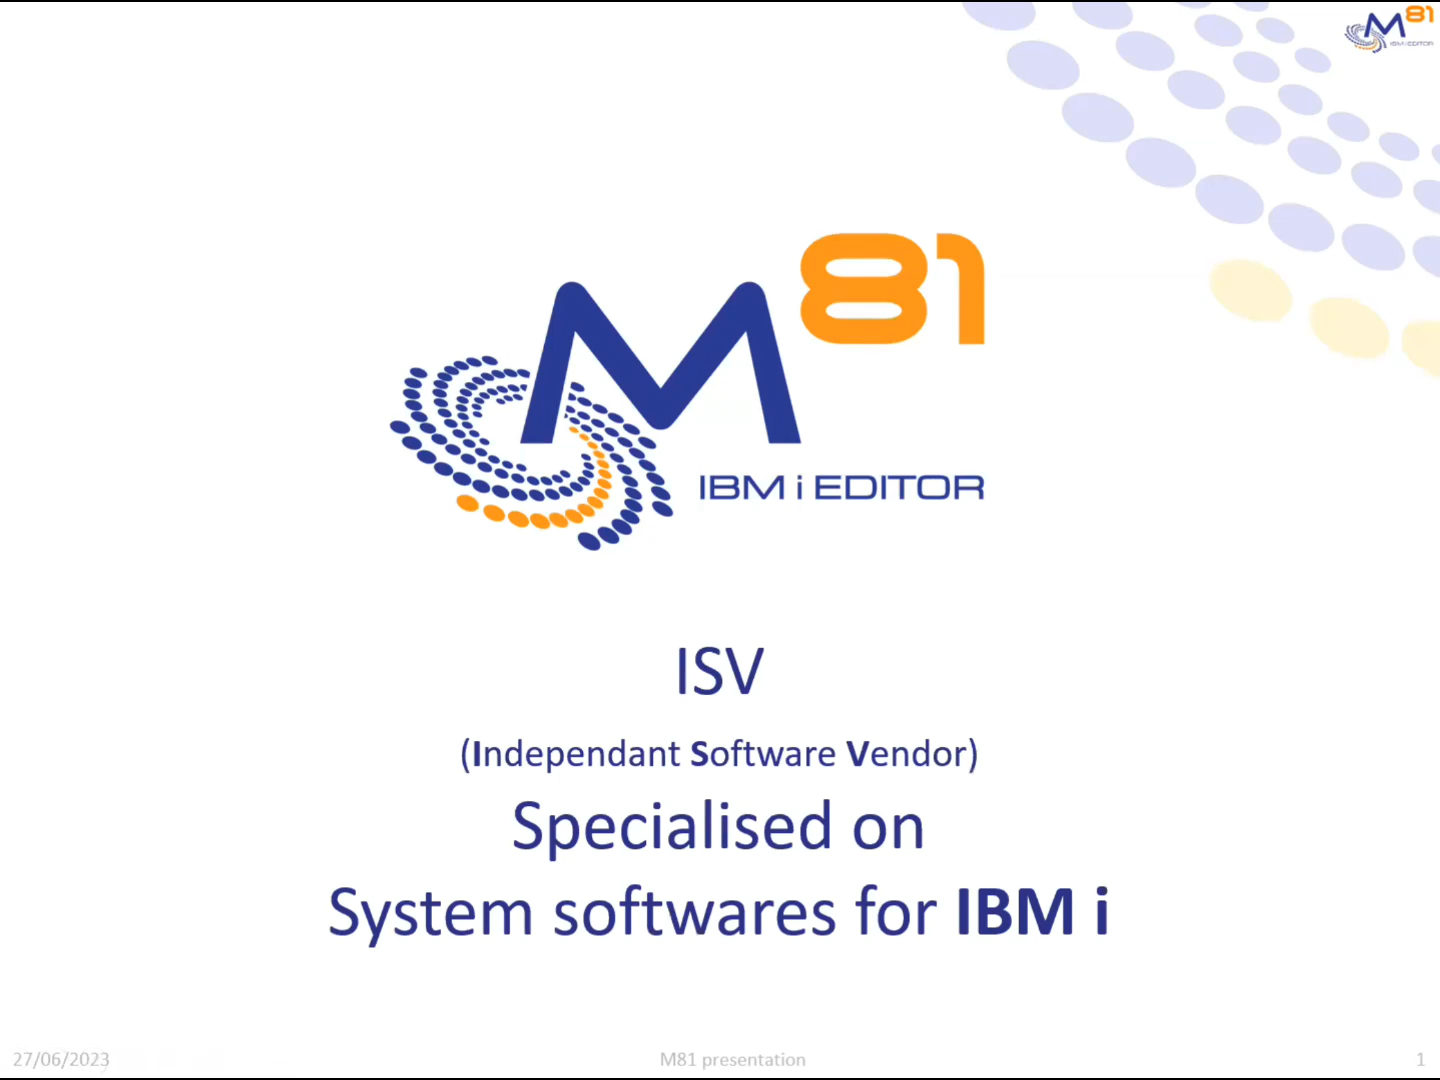 M81
IBM i EDITOR
M81
IBM i EDITOR
ISV
(Independant Software Vendor)
Specialised on
System softwares for IBM i
27/06/2023
M81 presentation
1